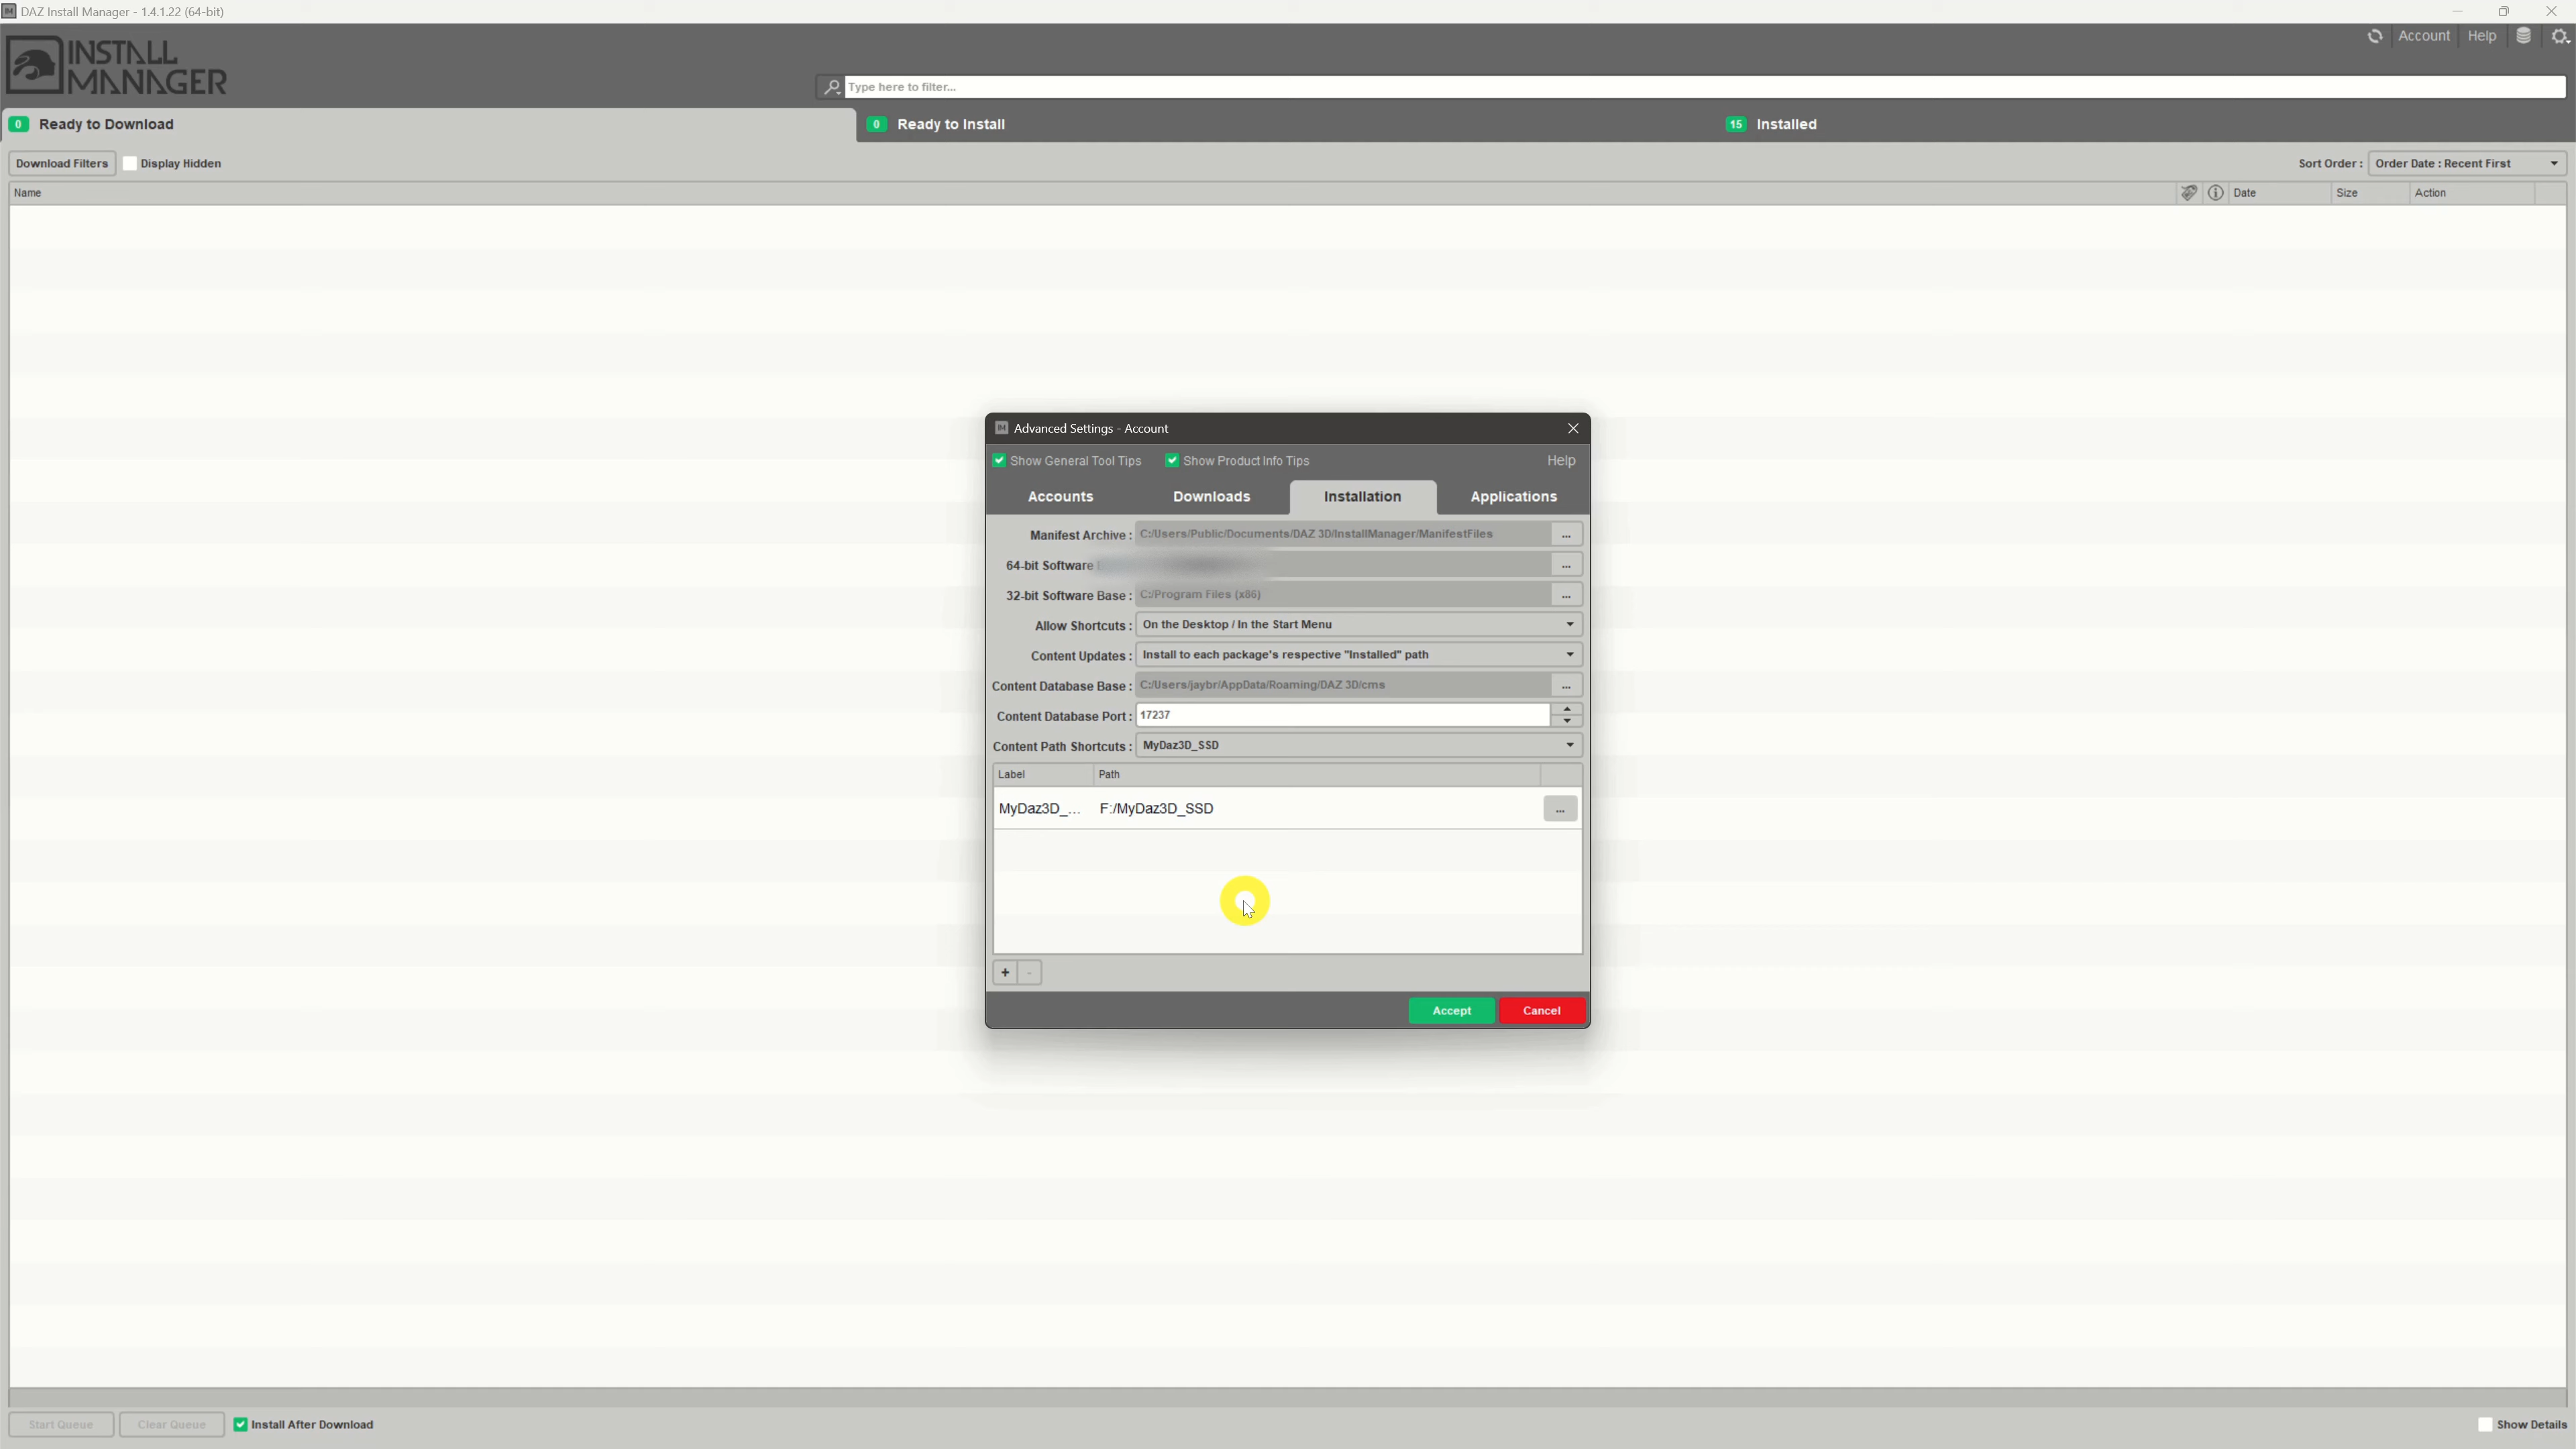 DAZ Install Manager - 1.4.1.22 (64-bit)
INSTALL
MANAGER
Account
Help
Type here to filter...
0 Ready to Download
0 Ready to Install
15 Installed
Download Filters
Display Hidden
Sort Order : Order Date : Recent First
Name
Date
Size
Action
Advanced Settings - Account
Show General Tool Tips
Show Product Info Tips
Help
Accounts
Downloads
Installation
Applications
Manifest Archive : C:/Users/Public/Documents/DAZ 3D/InstallManager/ManifestFiles ...
64-bit Software ...
32-bit Software Base : C:/Program Files (x86) ...
Allow Shortcuts : On the Desktop / In the Start Menu
Content Updates : Install to each package's respective "Installed" path
Content Database Base : C:/Users/jaybr/AppData/Roaming/DAZ 3D/cms ...
Content Database Port : 17237
Content Path Shortcuts : MyDaz3D_SSD
Label
Path
MyDaz3D_... F:/MyDaz3D_SSD ...
+ -
Accept
Cancel
Start Queue
Clear Queue
Install After Download
Show Details